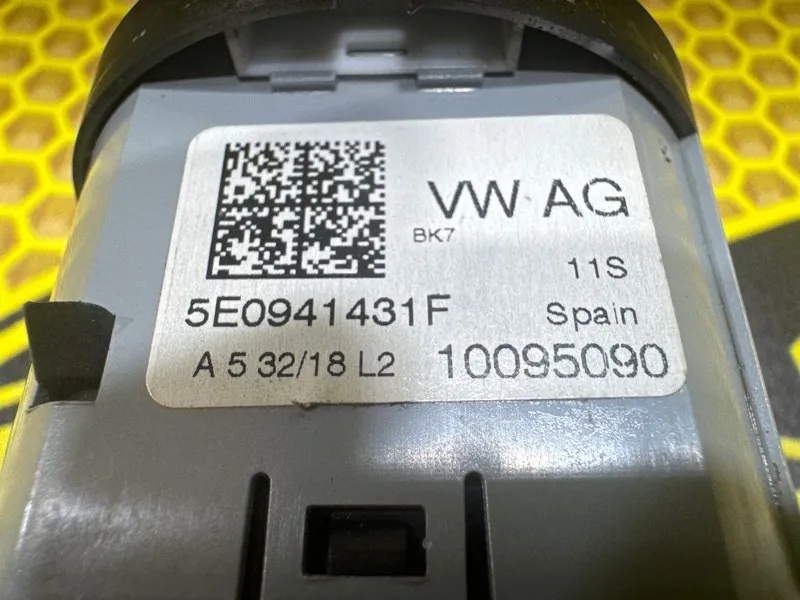 VW AG
BK7
11S
5E0941431F Spain
A 5 32/18 L2 10095090